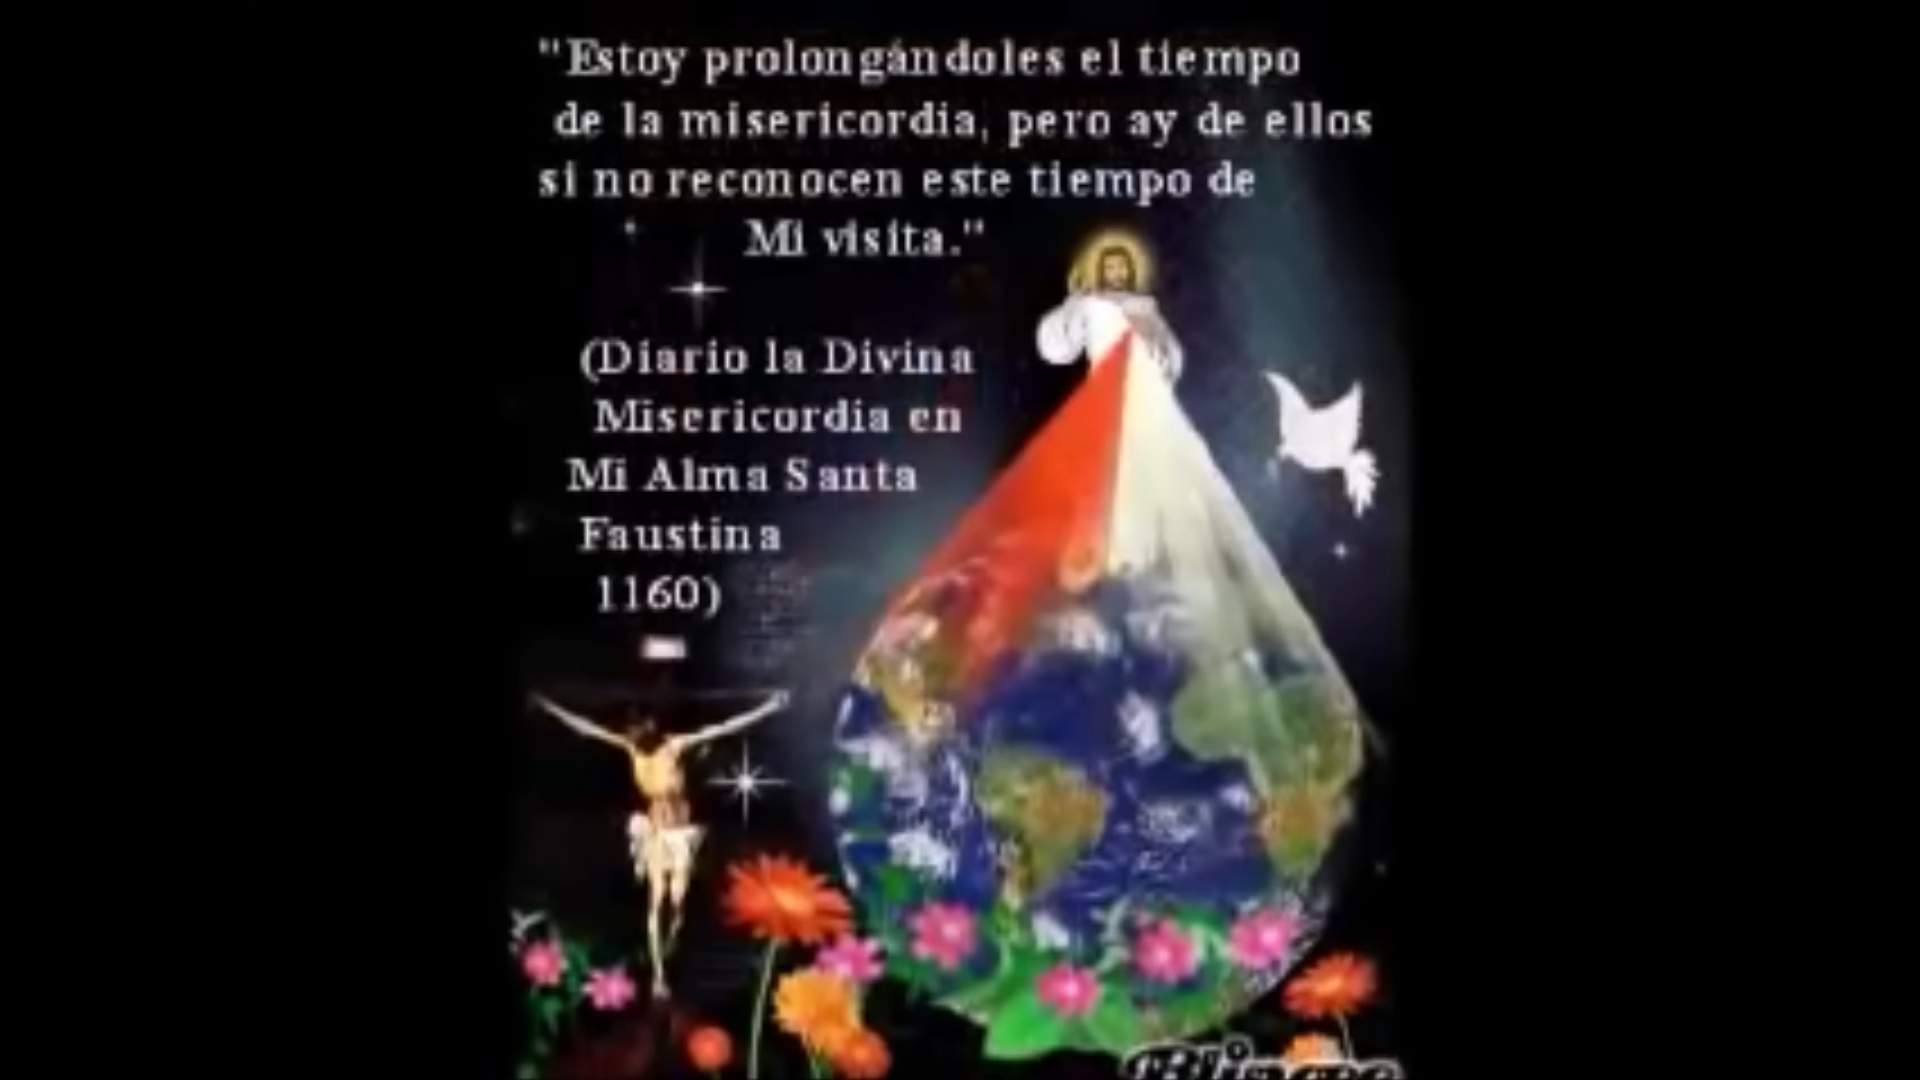 "Estoy prolongándoles el tiempo
de la misericordia, pero ay de ellos
si no reconocen este tiempo de
Mi visita."
(Diario la Divina
Misericordia en
Mi Alma Santa
Faustina
1160)